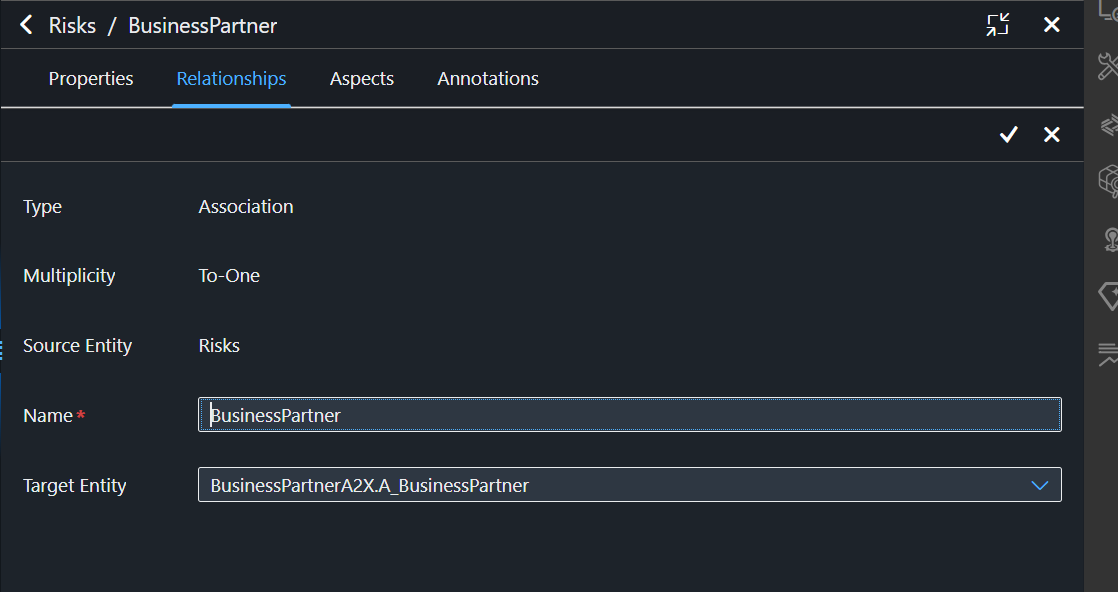 Risks / BusinessPartner
Properties Relationships Aspects Annotations
Type Association
Multiplicity To-One
Source Entity Risks
Name* BusinessPartner
Target Entity BusinessPartnerA2X.A_BusinessPartner